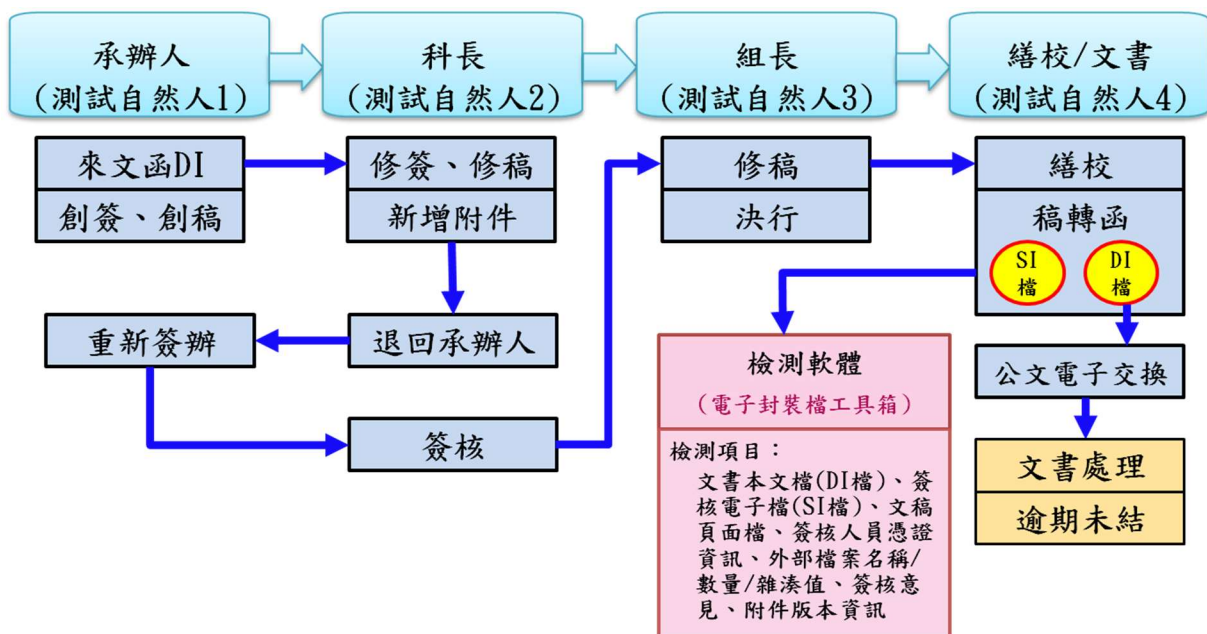 承辦人
(測試自然人1)
科長
(測試自然人2)
組長
(測試自然人3)
繕校/文書
(測試自然人4)
來文函DI
創簽、創稿
修簽、修稿
新增附件
修稿
決行
繕校
稿轉函
SI
檔
DI
檔
重新簽辦
退回承辦人
簽核
檢測軟體
(電子封裝檔工具箱)
檢測項目：
文書本文檔(DI檔)、簽
核電子檔(SI檔)、文稿
頁面檔、簽核人員憑證
資訊、外部檔案名稱/
數量/雜湊值、簽核意
見、附件版本資訊
公文電子交換
文書處理
逾期未結